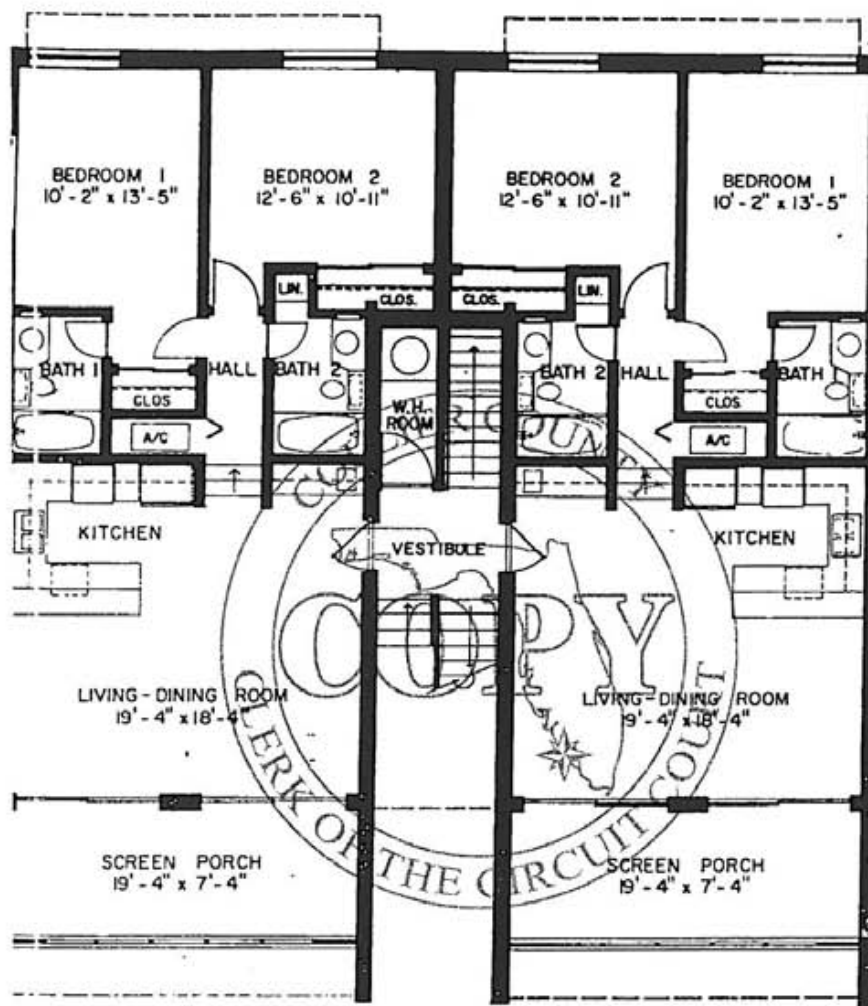 BEDROOM 1
10'-2" x 13'-5"
BEDROOM 2
12'-6" x 10'-11"
BEDROOM 2
12'-6" x 10'-11"
BEDROOM 1
10'-2" x 13'-5"
LIN.
CLOS.
CLOS.
LIN.
BATH 1
HALL
BATH 2
BATH 2
HALL
BATH
CLOS
W.H.
ROOM
CLOS
A/C
A/C
KITCHEN
VESTIBULE
KITCHEN
COLLIER COUNTY
COPY
CLERK OF THE CIRCUIT COURT
LIVING-DINING ROOM
19'-4" x 18'-4"
LIVING-DINING ROOM
19'-4" x 18'-4"
SCREEN PORCH
19'-4" x 7'-4"
SCREEN PORCH
19'-4" x 7'-4"